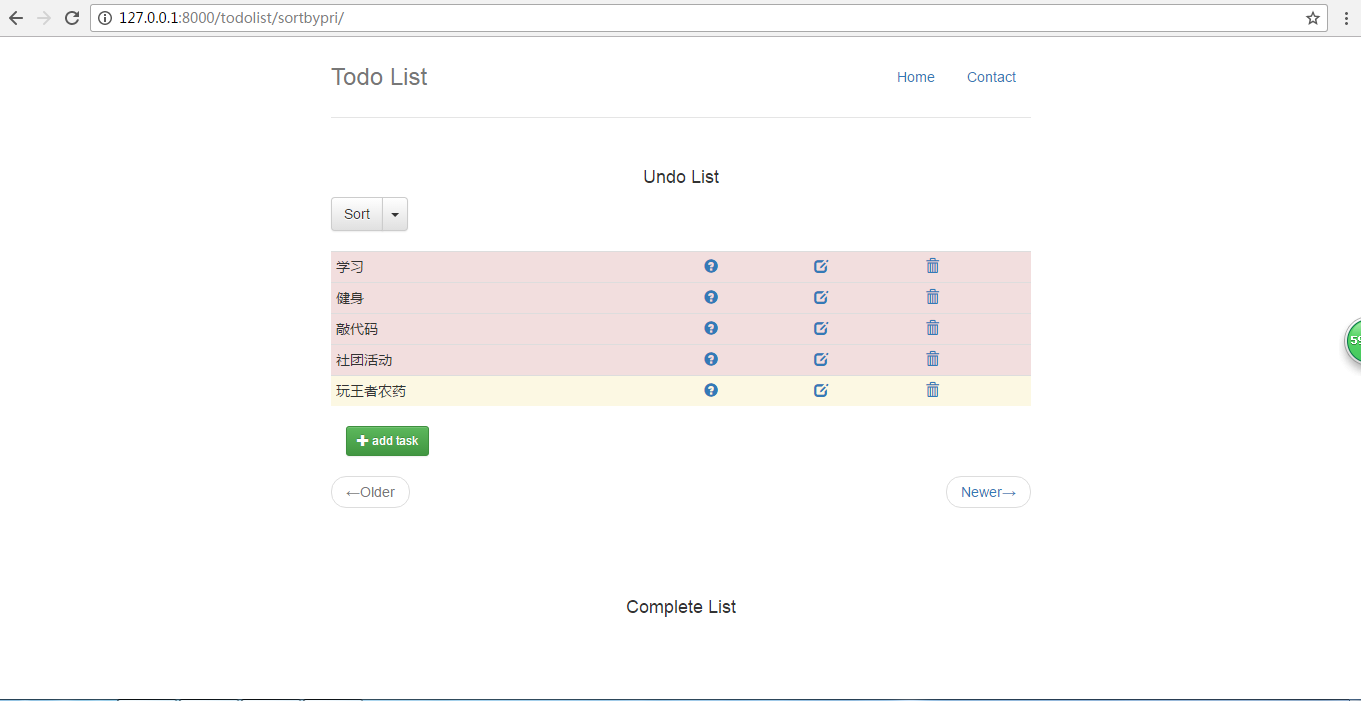 127.0.0.1:8000/todolist/sortbypri/
Todo List
Home
Contact
Undo List
Sort
学习
健身
敲代码
社团活动
玩王者农药
add task
←Older
Newer→
Complete List